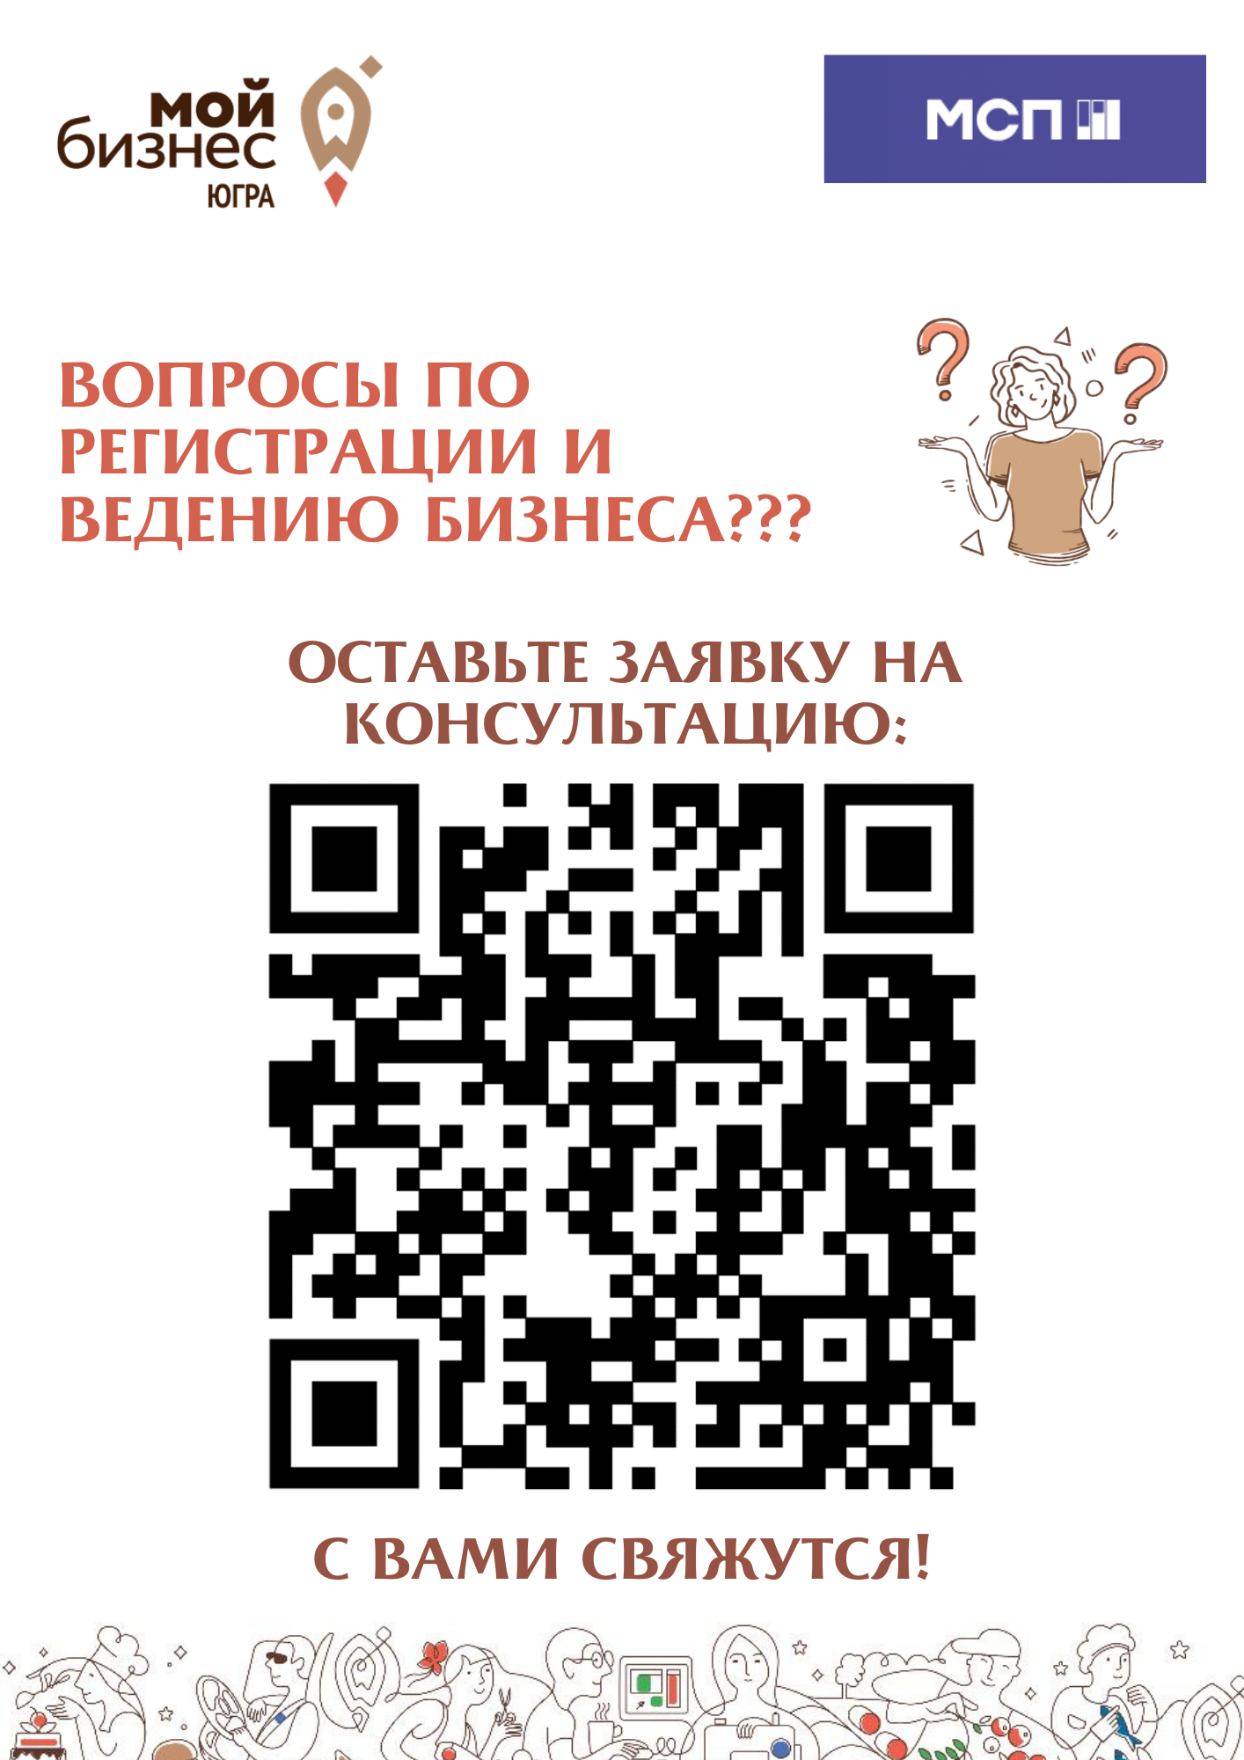 мой
бизнес
ЮГРА
МСП
ВОПРОСЫ ПО
РЕГИСТРАЦИИ И
ВЕДЕНИЮ БИЗНЕСА???
ОСТАВЬТЕ ЗАЯВКУ НА
КОНСУЛЬТАЦИЮ:
С ВАМИ СВЯЖУТСЯ!